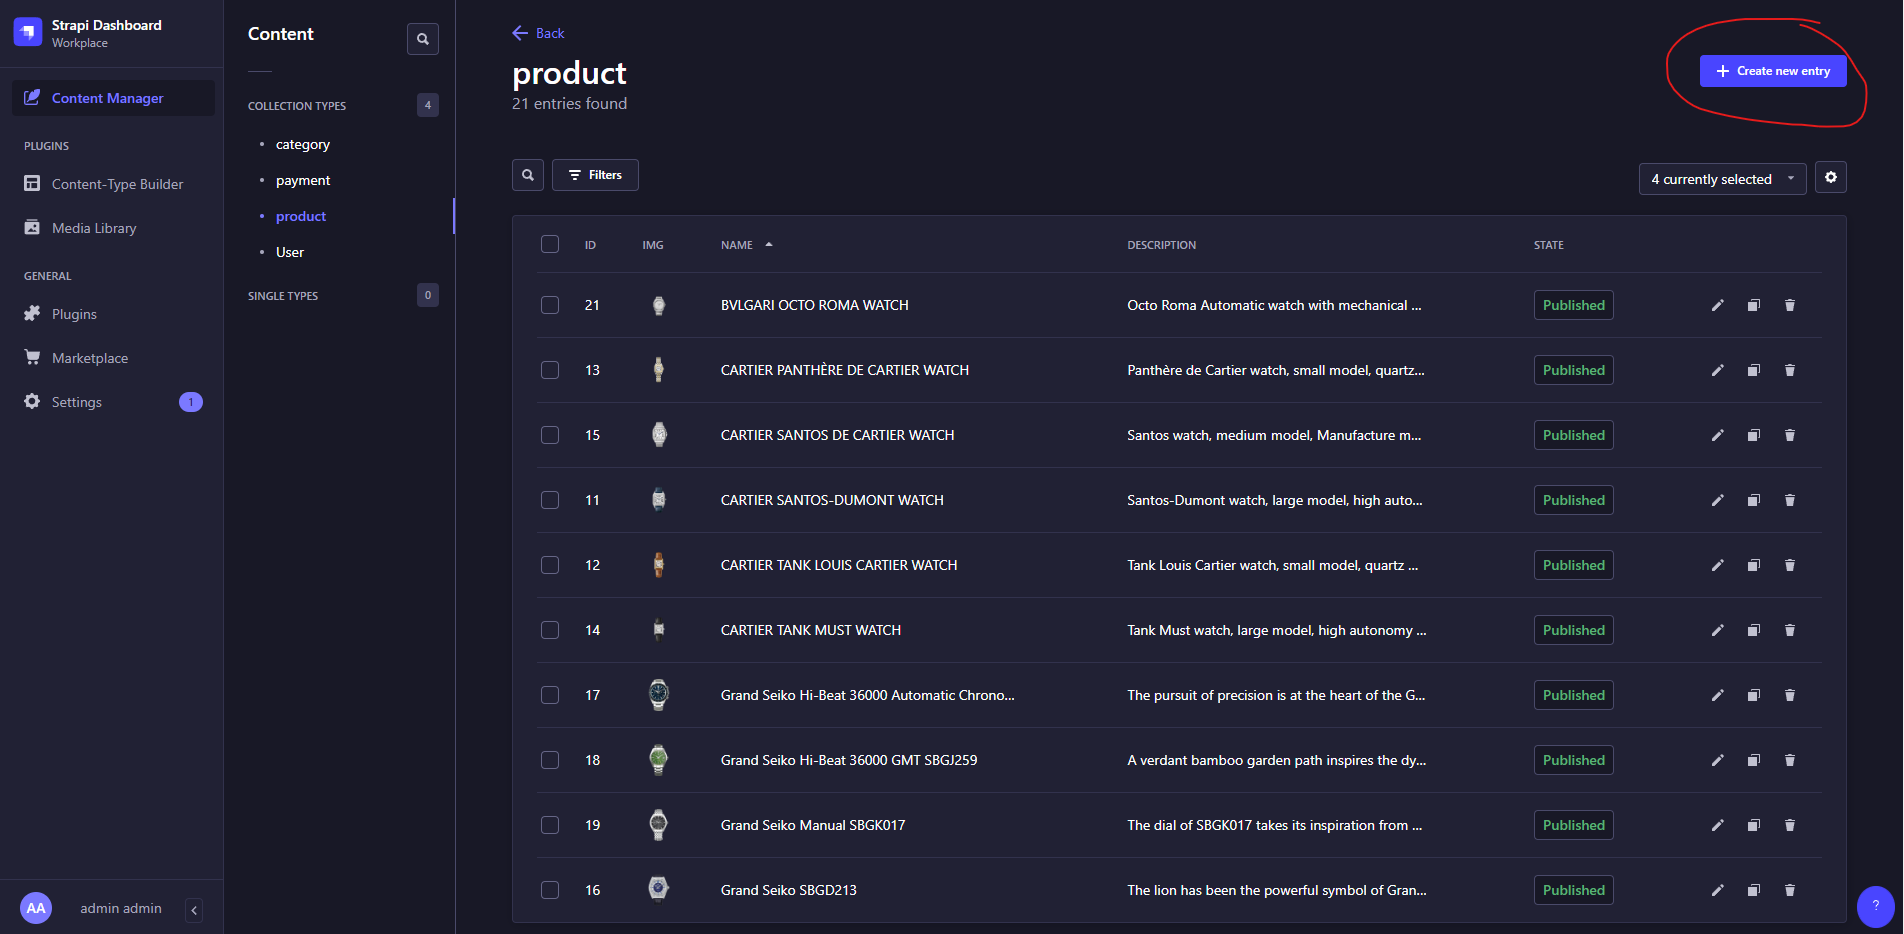 Strapi Dashboard
Workplace
Content Manager
PLUGINS
Content-Type Builder
Media Library
GENERAL
Plugins
Marketplace
Settings 1
AA admin admin
Content
COLLECTION TYPES 4
category
payment
product
User
SINGLE TYPES 0
Back
product
21 entries found
Create new entry
Filters
4 currently selected
ID IMG NAME DESCRIPTION STATE
21 BVLGARI OCTO ROMA WATCH Octo Roma Automatic watch with mechanical ... Published
13 CARTIER PANTHÈRE DE CARTIER WATCH Panthère de Cartier watch, small model, quartz... Published
15 CARTIER SANTOS DE CARTIER WATCH Santos watch, medium model, Manufacture m... Published
11 CARTIER SANTOS-DUMONT WATCH Santos-Dumont watch, large model, high auto... Published
12 CARTIER TANK LOUIS CARTIER WATCH Tank Louis Cartier watch, small model, quartz ... Published
14 CARTIER TANK MUST WATCH Tank Must watch, large model, high autonomy ... Published
17 Grand Seiko Hi-Beat 36000 Automatic Chrono... The pursuit of precision is at the heart of the G... Published
18 Grand Seiko Hi-Beat 36000 GMT SBGJ259 A verdant bamboo garden path inspires the dy... Published
19 Grand Seiko Manual SBGK017 The dial of SBGK017 takes its inspiration from ... Published
16 Grand Seiko SBGD213 The lion has been the powerful symbol of Gran... Published
?